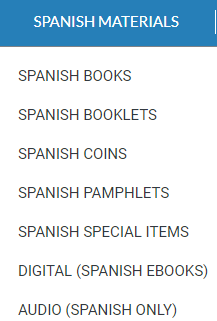 SPANISH MATERIALS
SPANISH BOOKS
SPANISH BOOKLETS
SPANISH COINS
SPANISH PAMPHLETS
SPANISH SPECIAL ITEMS
DIGITAL (SPANISH EBOOKS)
AUDIO (SPANISH ONLY)